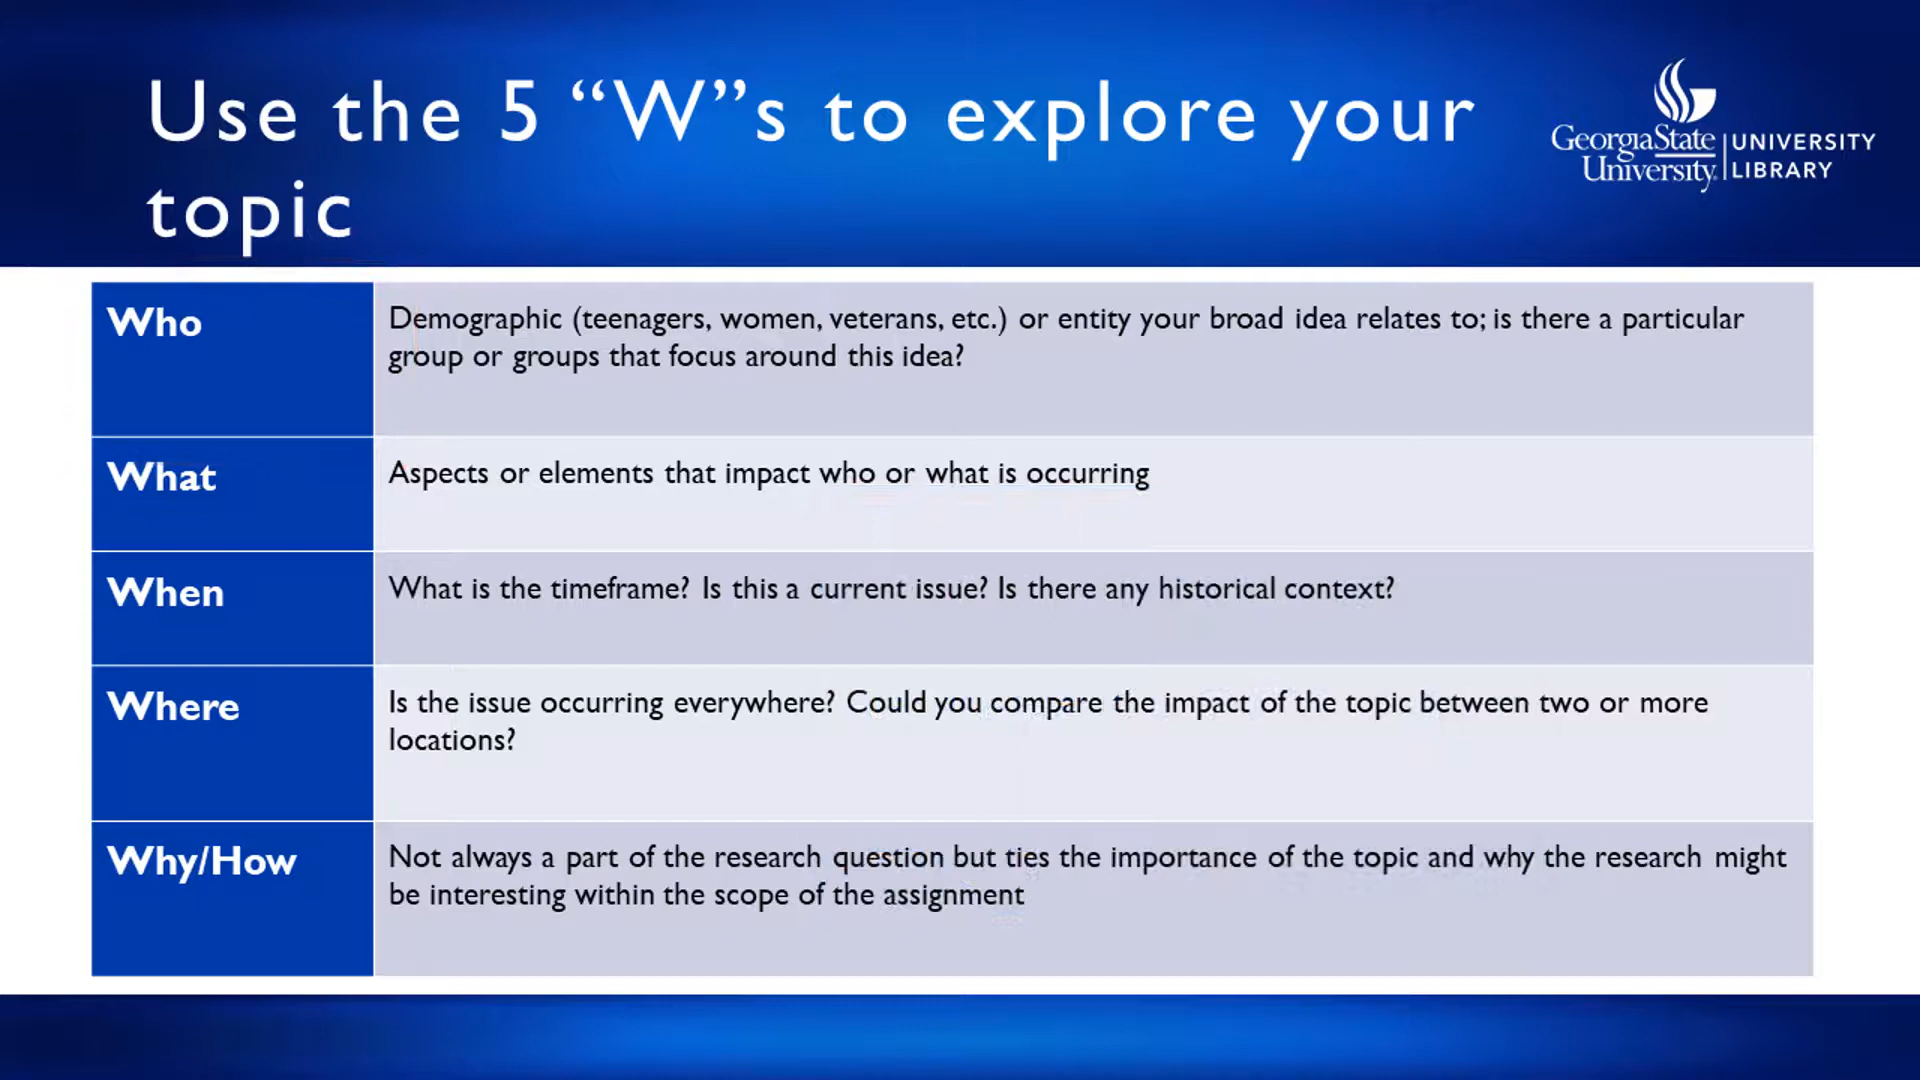 Use the 5 “W”s to explore your
topic
GeorgiaState
University
UNIVERSITY
LIBRARY
Who
Demographic (teenagers, women, veterans, etc.) or entity your broad idea relates to; is there a particular
group or groups that focus around this idea?
What
Aspects or elements that impact who or what is occurring
When
What is the timeframe? Is this a current issue? Is there any historical context?
Where
Is the issue occurring everywhere? Could you compare the impact of the topic between two or more
locations?
Why/How
Not always a part of the research question but ties the importance of the topic and why the research might
be interesting within the scope of the assignment